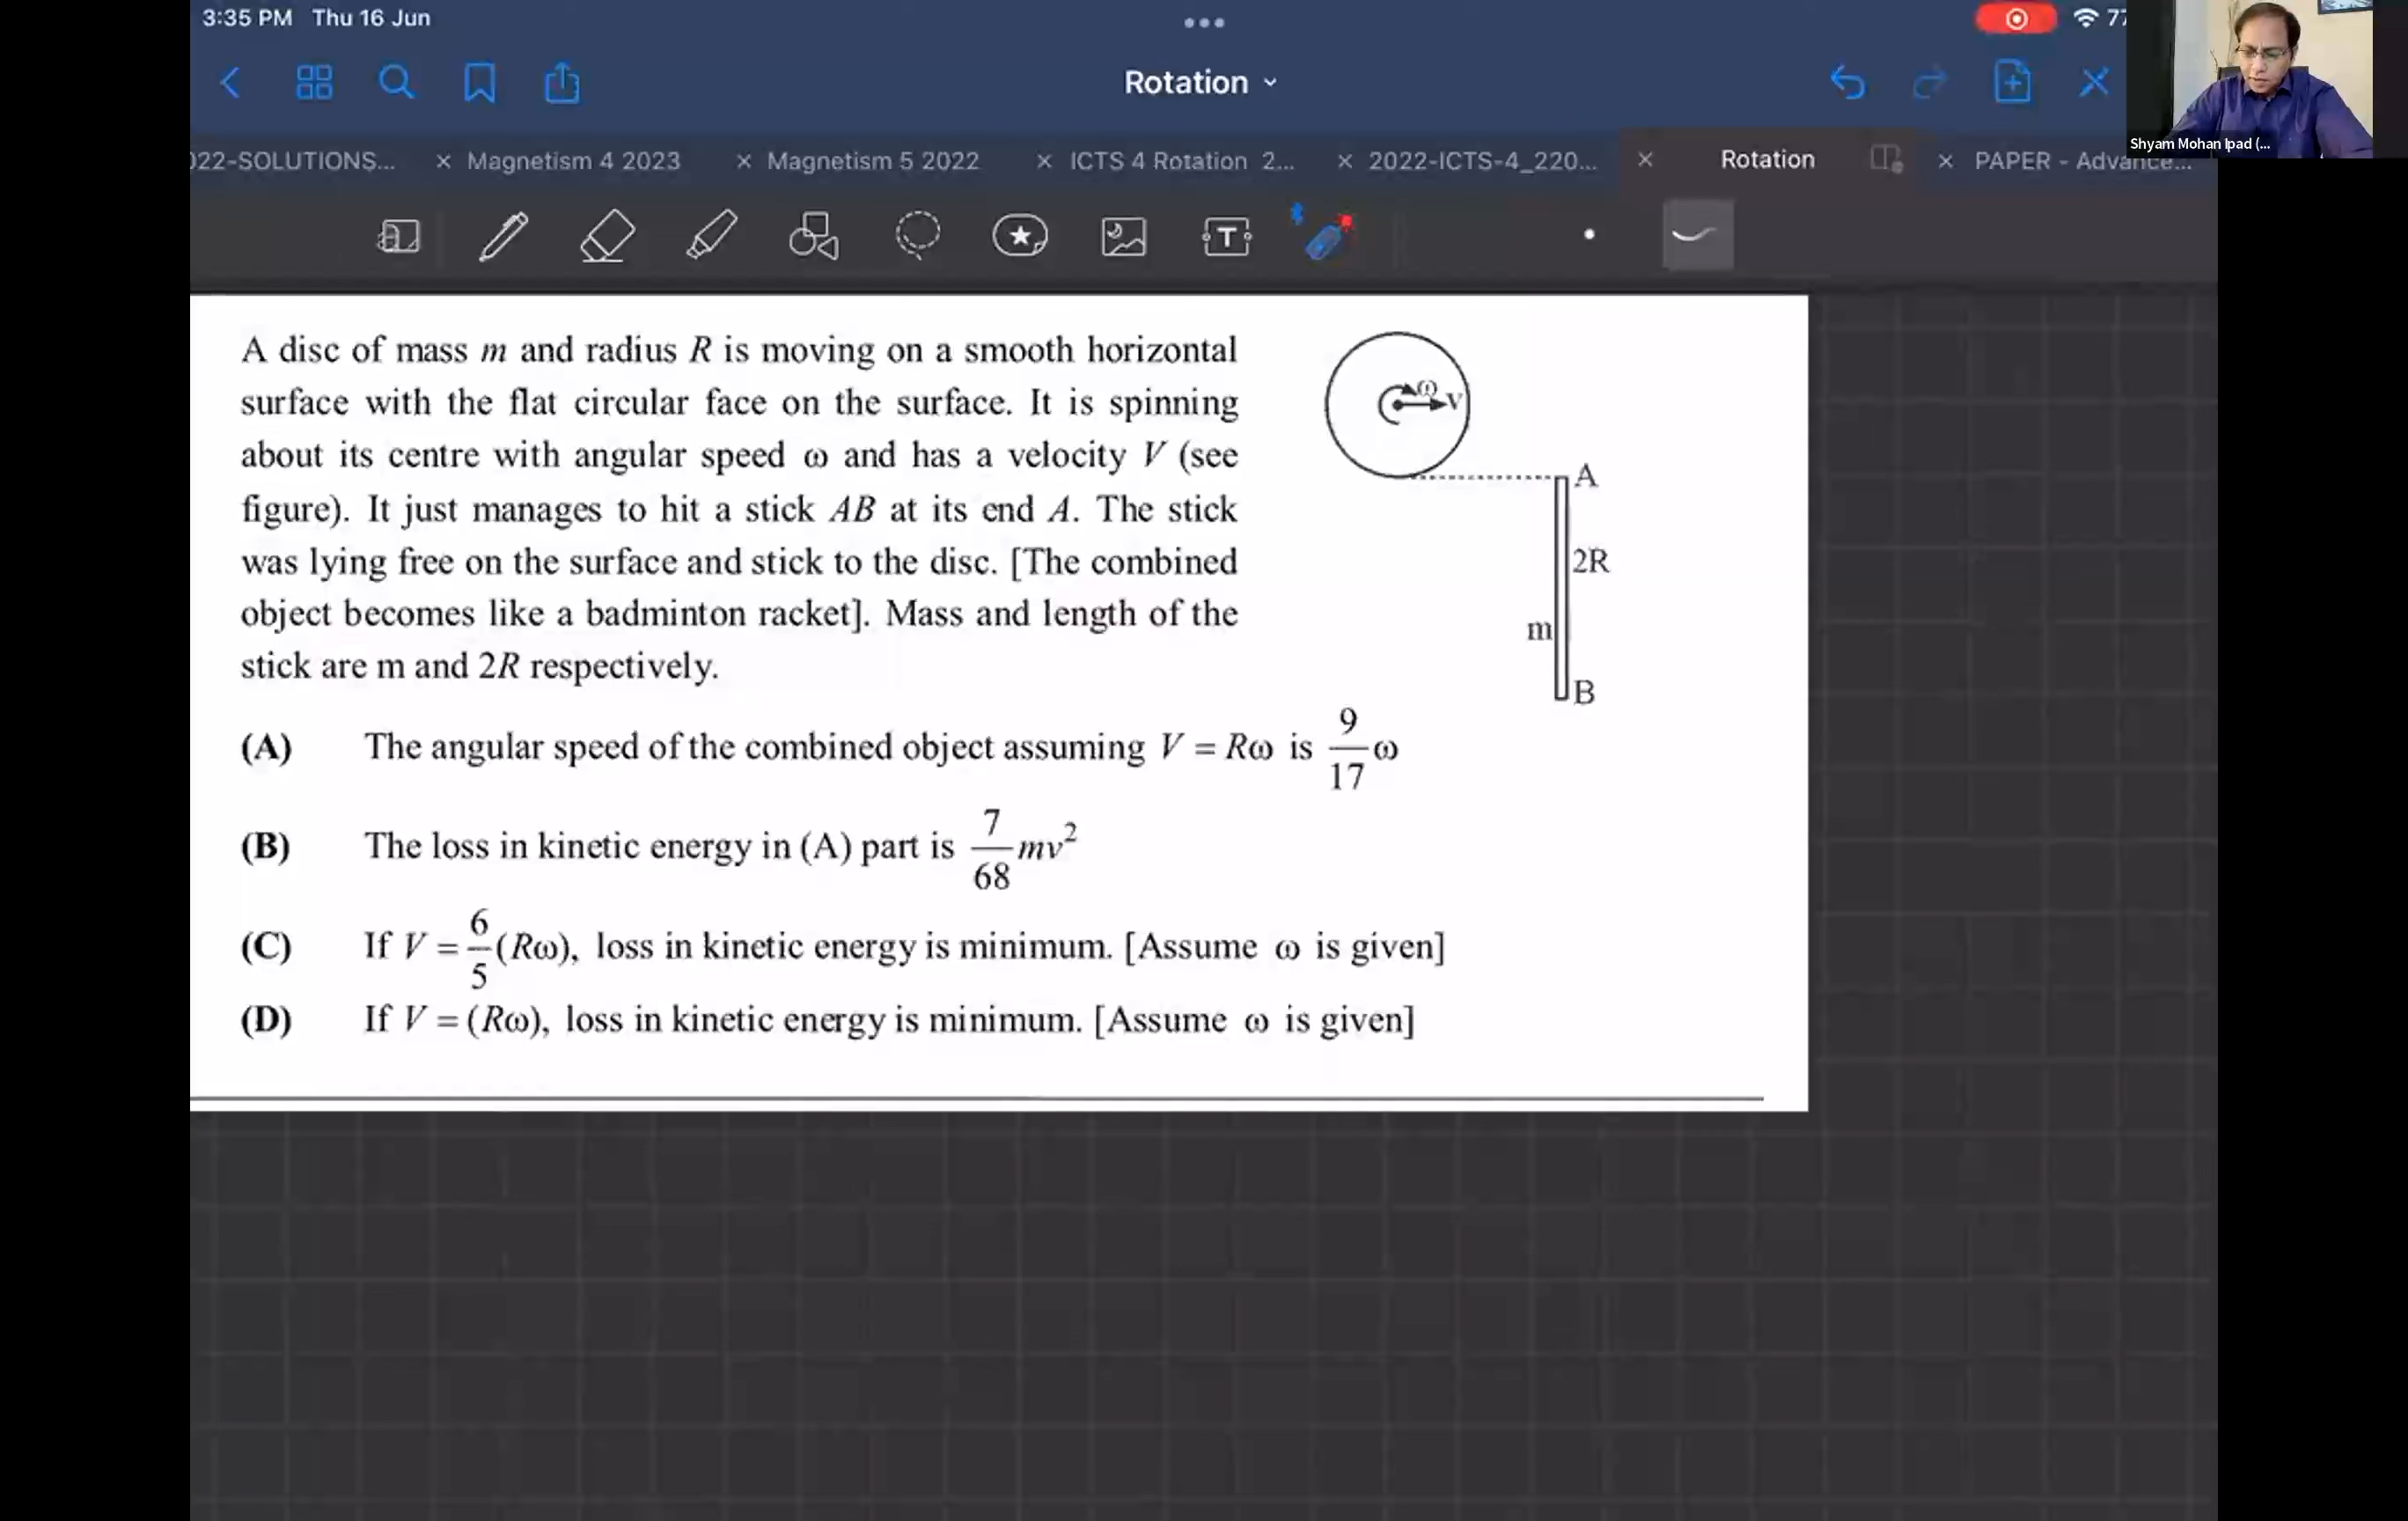 3:35 PM Thu 16 Jun
Rotation
022-SOLUTIONS...
Magnetism 4 2023
Magnetism 5 2022
ICTS 4 Rotation 2...
2022-ICTS-4_220...
Rotation
PAPER - Advance...
Shyam Mohan Ipad (...
A disc of mass m and radius R is moving on a smooth horizontal
surface with the flat circular face on the surface. It is spinning
about its centre with angular speed ω and has a velocity V (see
figure). It just manages to hit a stick AB at its end A. The stick
was lying free on the surface and stick to the disc. [The combined
object becomes like a badminton racket]. Mass and length of the
stick are m and 2R respectively.
ω
V
A
2R
m
B
(A) The angular speed of the combined object assuming V = Rω is 9/17 ω
(B) The loss in kinetic energy in (A) part is 7/68 mv²
(C) If V = 6/5 (Rω), loss in kinetic energy is minimum. [Assume ω is given]
(D) If V = (Rω), loss in kinetic energy is minimum. [Assume ω is given]